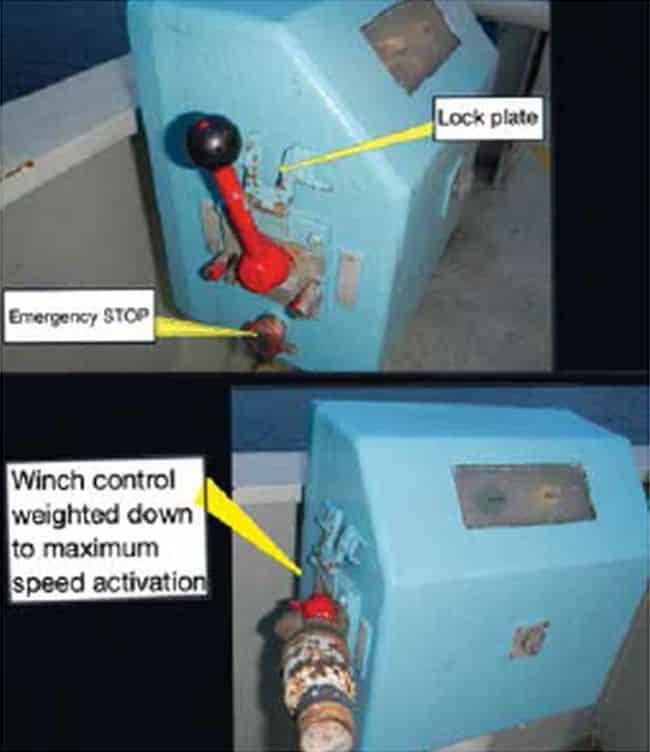 Lock plate
Emergency STOP
Winch control
weighted down
to maximum
speed activation